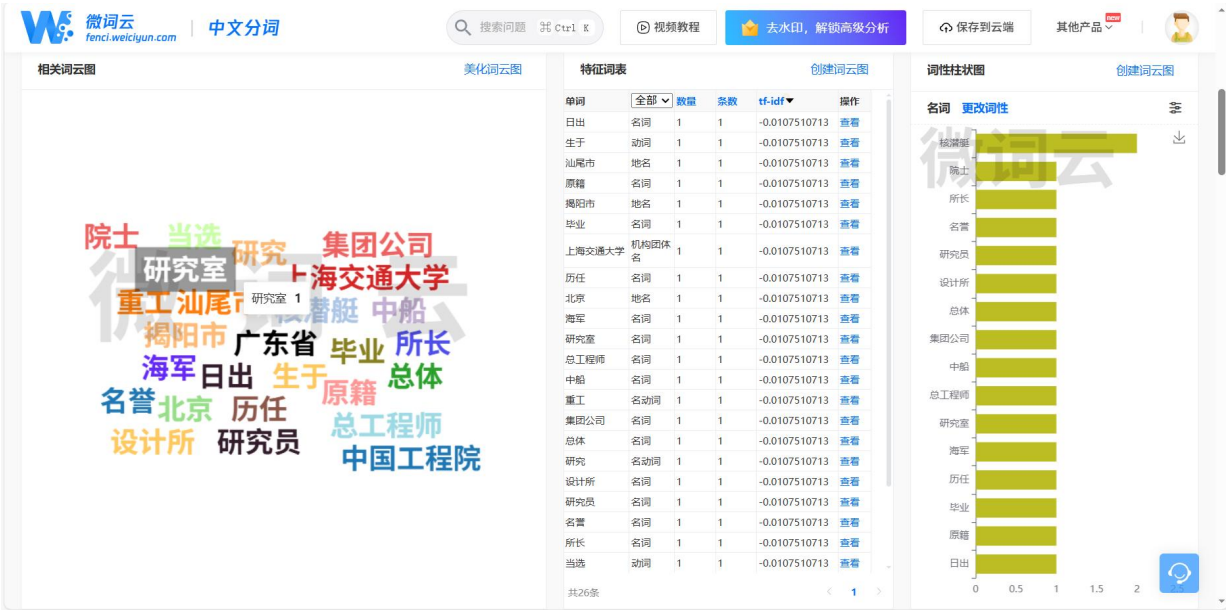 微词云
fenci.weiciyun.com
中文分词
搜索问题 ⌘ Ctrl K
视频教程
去水印，解锁高级分析
保存到云端
其他产品
new
相关词云图 美化词云图
院士 当选 研究 集团公司
研究室 上海交通大学
重工 汕尾市 研究室 1 核潜艇 中船
揭阳市 广东省 毕业 所长
海军 日出 生于 原籍 总体
名誉 北京 历任 总工程师
设计所 研究员 中国工程院
微词云
特征词表 创建词云图
单词 全部 数量 条数 tf-idf▼ 操作
日出 名词 1 1 -0.0107510713 查看
生于 动词 1 1 -0.0107510713 查看
汕尾市 地名 1 1 -0.0107510713 查看
原籍 名词 1 1 -0.0107510713 查看
揭阳市 地名 1 1 -0.0107510713 查看
毕业 名词 1 1 -0.0107510713 查看
上海交通大学 机构团体名 1 1 -0.0107510713 查看
历任 名词 1 1 -0.0107510713 查看
北京 地名 1 1 -0.0107510713 查看
海军 名词 1 1 -0.0107510713 查看
研究室 名词 1 1 -0.0107510713 查看
总工程师 名词 1 1 -0.0107510713 查看
中船 名词 1 1 -0.0107510713 查看
重工 名动词 1 1 -0.0107510713 查看
集团公司 名词 1 1 -0.0107510713 查看
总体 名词 1 1 -0.0107510713 查看
研究 名动词 1 1 -0.0107510713 查看
设计所 名词 1 1 -0.0107510713 查看
研究员 名词 1 1 -0.0107510713 查看
名誉 名词 1 1 -0.0107510713 查看
所长 名词 1 1 -0.0107510713 查看
当选 动词 1 1 -0.0107510713 查看
共26条 1
词性柱状图 创建词云图
名词 更改词性
微词云
核潜艇
院士
所长
名誉
研究员
设计所
总体
集团公司
中船
总工程师
研究室
海军
历任
毕业
原籍
日出
0 0.5 1 1.5 2 2.5